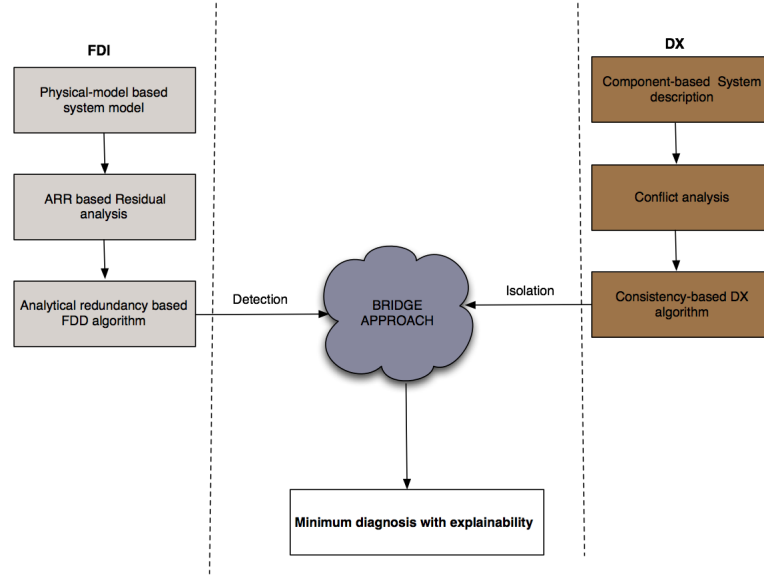 FDI
Physical-model based
system model
ARR based Residual
analysis
Analytical redundancy based
FDD algorithm
Detection
BRIDGE
APPROACH
Isolation
DX
Component-based System
description
Conflict analysis
Consistency-based DX
algorithm
Minimum diagnosis with explainability